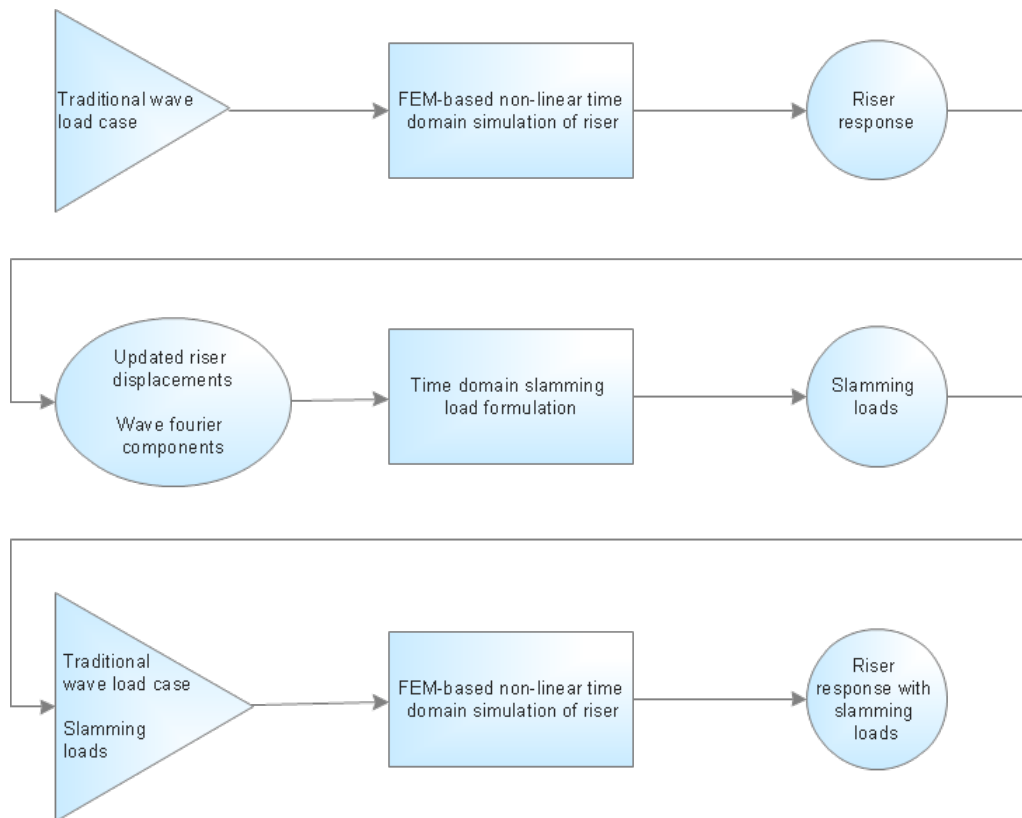 Traditional wave
load case
FEM-based non-linear time
domain simulation of riser
Riser
response
Updated riser
displacements
Wave fourier
components
Time domain slamming
load formulation
Slamming
loads
Traditional
wave load case
Slamming
loads
FEM-based non-linear time
domain simulation of riser
Riser
response with
slamming
loads